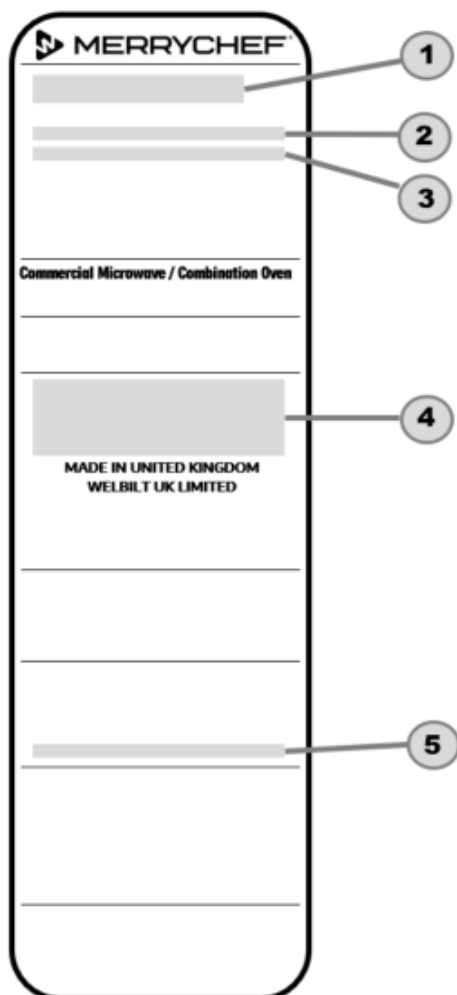 MERRYCHEF
1
2
3
Commercial Microwave / Combination Oven
4
MADE IN UNITED KINGDOM
WELBILT UK LIMITED
5